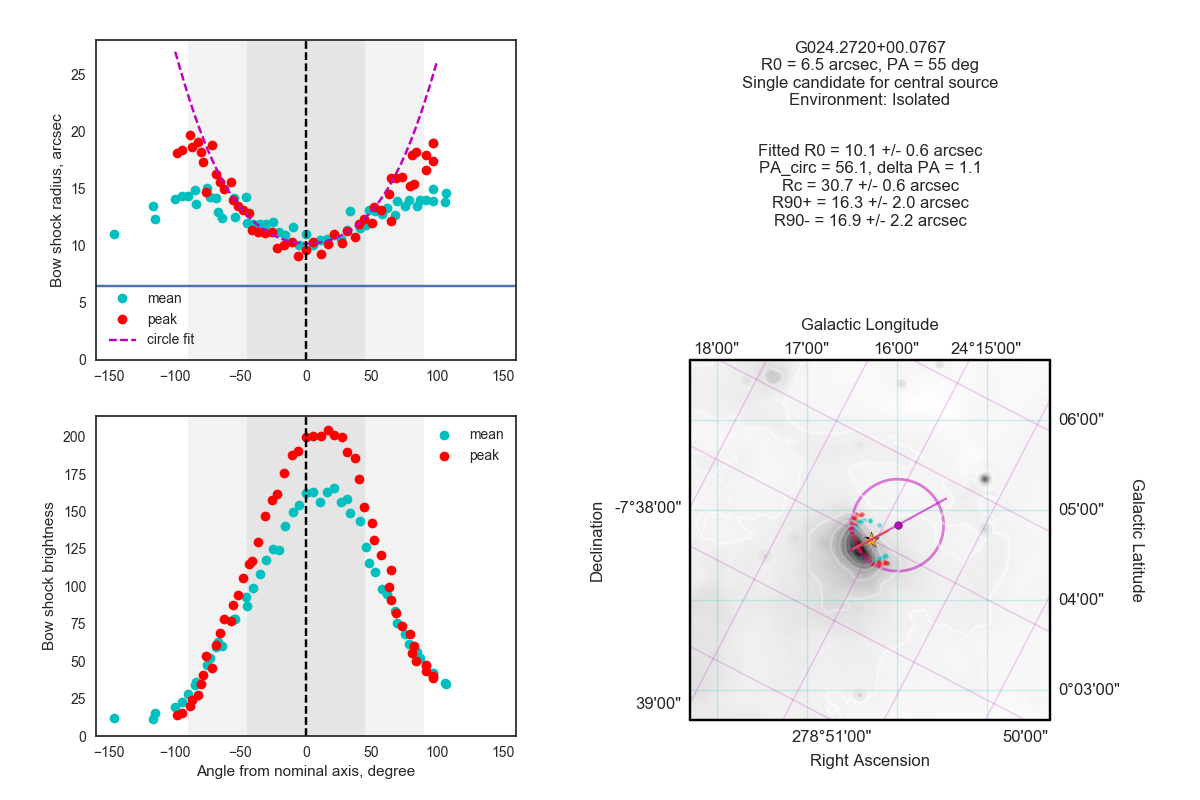 Bow shock radius, arcsec
25
20
15
10
5
0
mean
peak
circle fit
−150
−100
−50
0
50
100
150
Bow shock brightness
200
175
150
125
100
75
50
25
0
mean
peak
−150
−100
−50
0
50
100
150
Angle from nominal axis, degree
G024.2720+00.0767
R0 = 6.5 arcsec, PA = 55 deg
Single candidate for central source
Environment: Isolated
Fitted R0 = 10.1 +/- 0.6 arcsec
PA_circ = 56.1, delta PA = 1.1
Rc = 30.7 +/- 0.6 arcsec
R90+ = 16.3 +/- 2.0 arcsec
R90- = 16.9 +/- 2.2 arcsec
Galactic Longitude
18'00" 17'00" 16'00" 24°15'00"
06'00"
05'00"
04'00"
0°03'00"
Galactic Latitude
Declination
-7°38'00"
39'00"
278°51'00" 50'00"
Right Ascension